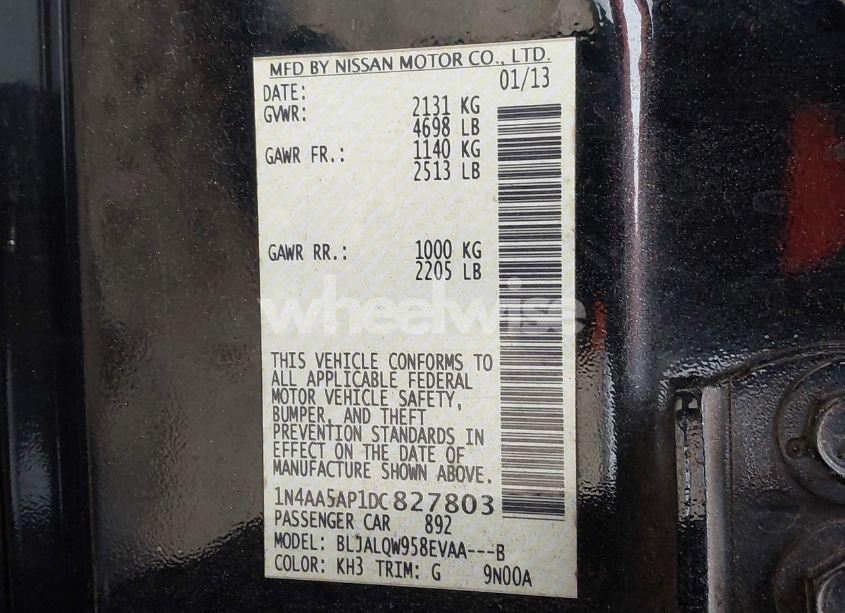 MFD BY NISSAN MOTOR CO., LTD.
DATE: 01/13
GVWR: 2131 KG
4698 LB
GAWR FR.: 1140 KG
2513 LB
GAWR RR.: 1000 KG
2205 LB
wheelwise
THIS VEHICLE CONFORMS TO
ALL APPLICABLE FEDERAL
MOTOR VEHICLE SAFETY,
BUMPER, AND THEFT
PREVENTION STANDARDS IN
EFFECT ON THE DATE OF
MANUFACTURE SHOWN ABOVE.
1N4AA5AP1DC827803
PASSENGER CAR 892
MODEL: BLJALQW958EVAA---B
COLOR: KH3 TRIM: G 9N00A